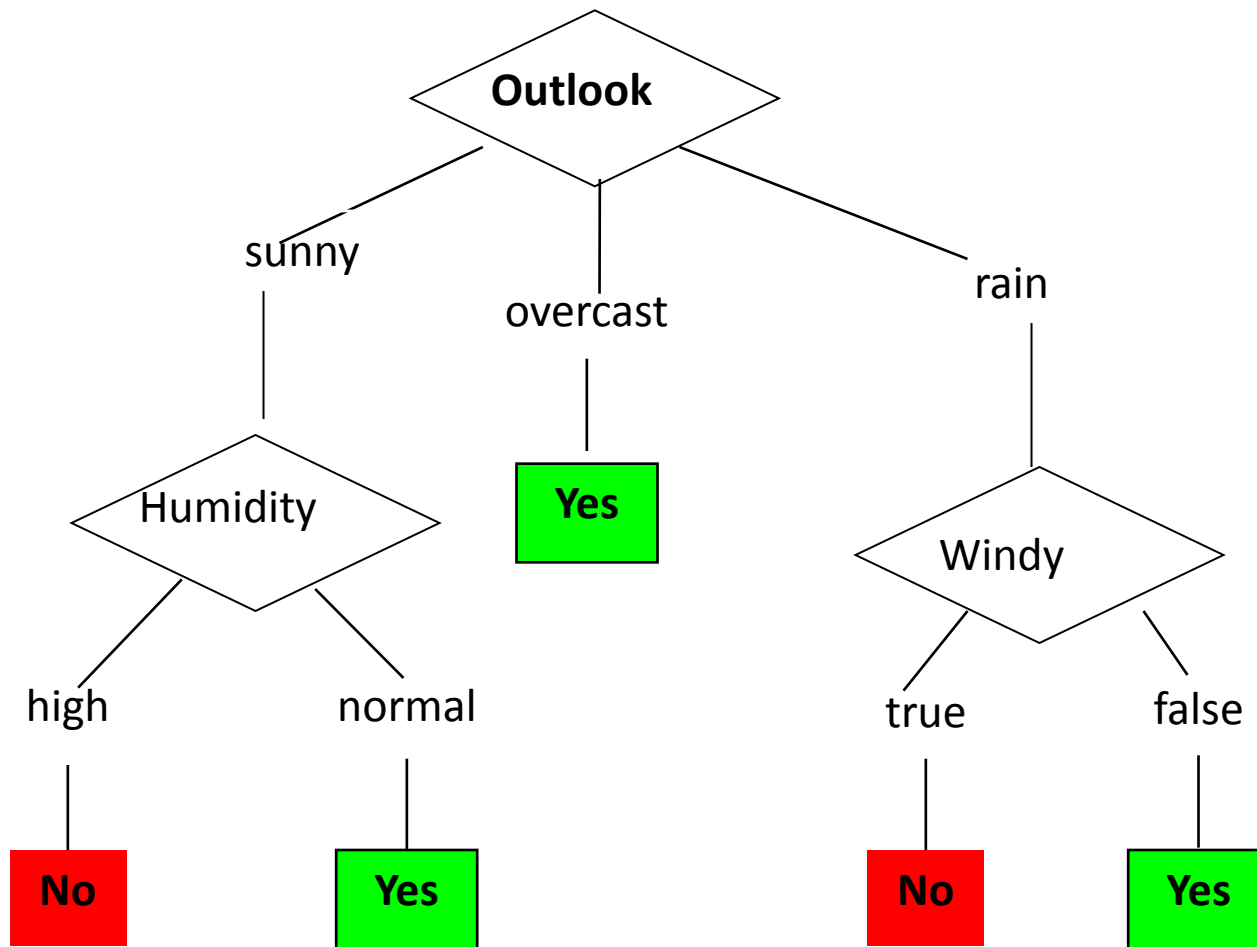 Outlook
sunny
overcast
rain
Humidity
Yes
Windy
high
normal
true
false
No
Yes
No
Yes